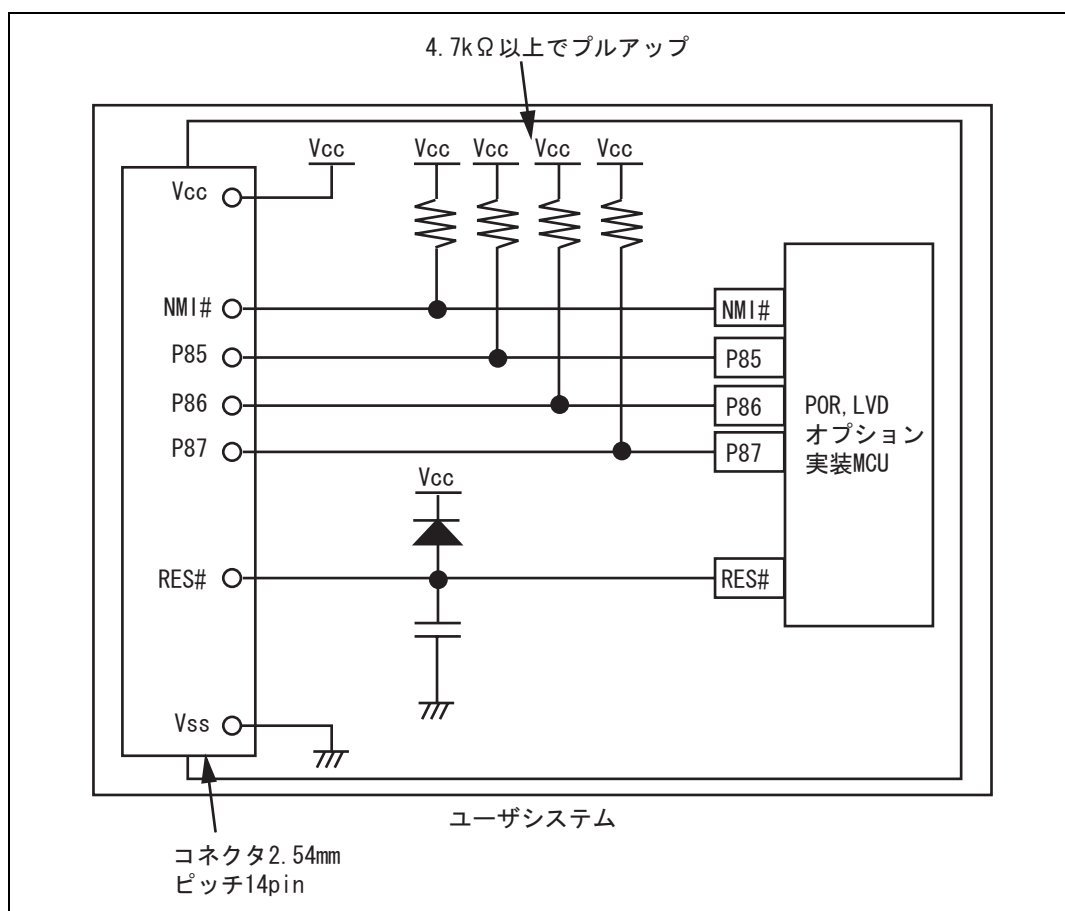 4.7kΩ以上でプルアップ
Vcc
Vcc
Vcc
Vcc
Vcc
Vcc
NMI#
NMI#
P85
P85
P86
P86
P87
P87
POR,LVD
オプション
実装MCU
Vcc
RES#
RES#
Vss
ユーザシステム
コネクタ2.54mm
ピッチ14pin